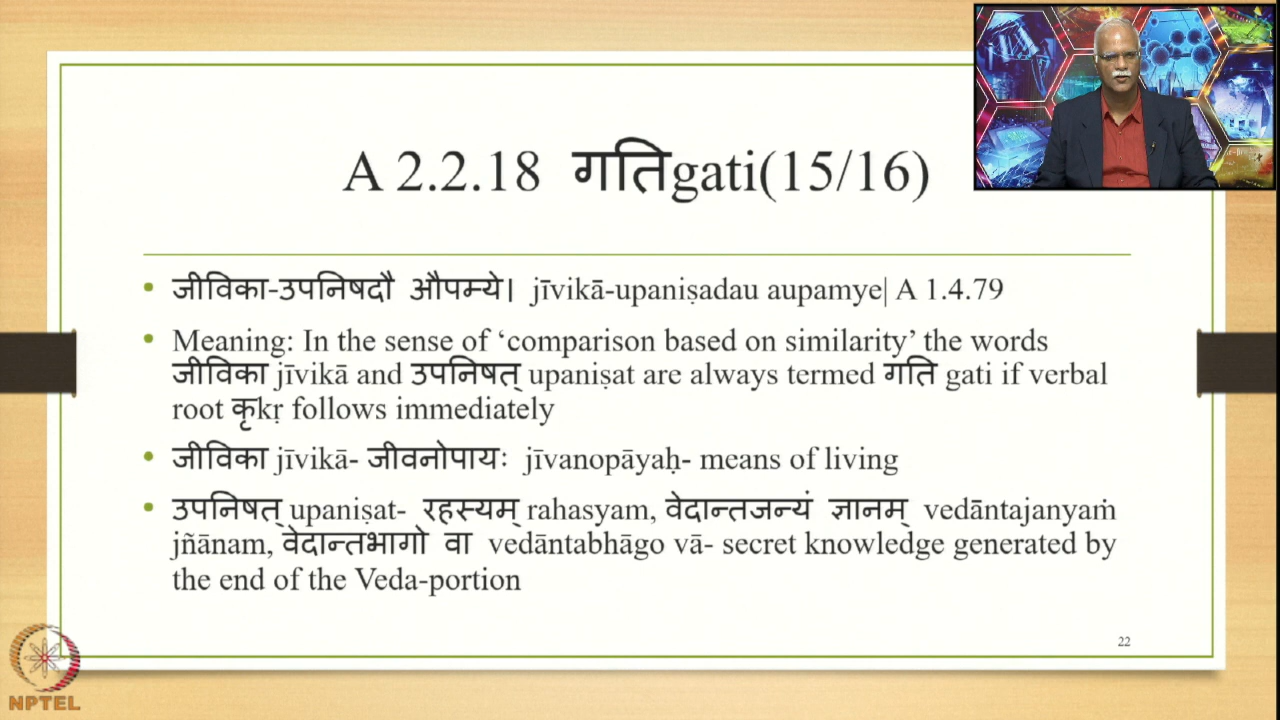 A 2.2.18 गतिgati(15/16)
• जीविका-उपनिषदौ औपम्ये। jīvikā-upaniṣadau aupamye| A 1.4.79
• Meaning: In the sense of ‘comparison based on similarity’ the words
जीविका jīvikā and उपनिषत् upaniṣat are always termed गति gati if verbal
root कृkṛ follows immediately
• जीविका jīvikā- जीवनोपायः jīvanopāyaḥ- means of living
• उपनिषत् upaniṣat- रहस्यम् rahasyam, वेदान्तजन्यं ज्ञानम् vedāntajanyaṁ
jñānam, वेदान्तभागो वा vedāntabhāgo vā- secret knowledge generated by
the end of the Veda-portion
22
NPTEL